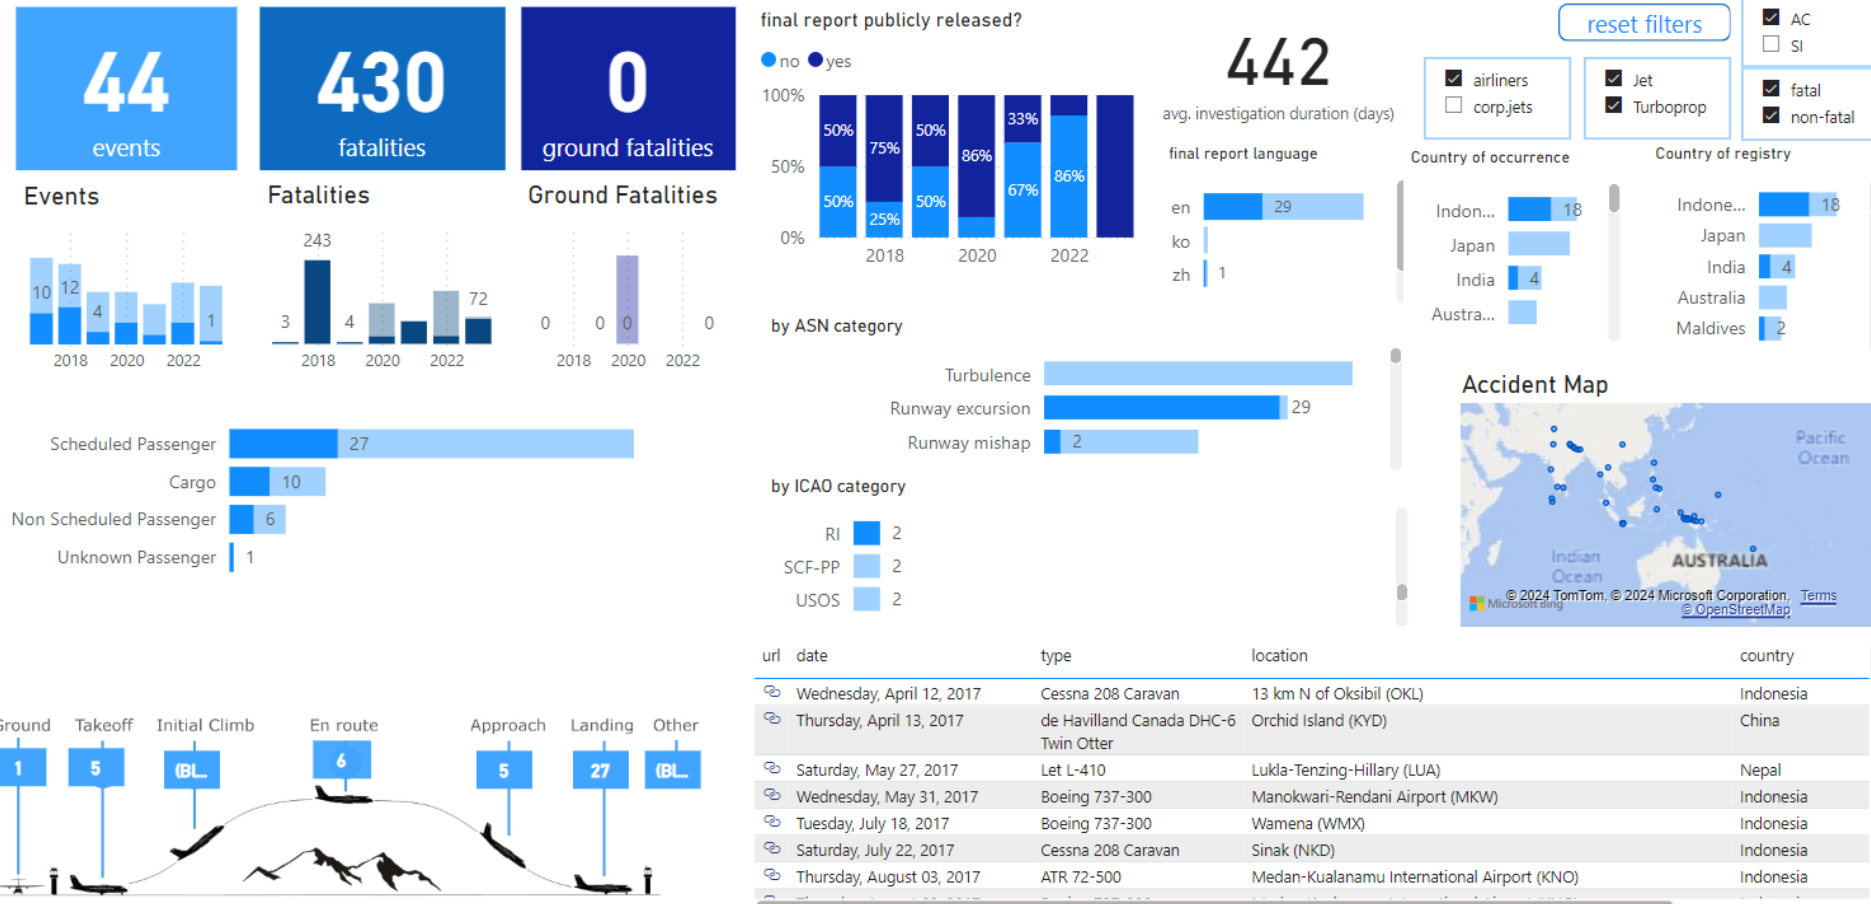 44
events
430
fatalities
0
ground fatalities
Events
10 12 4 1
2018 2020 2022
Fatalities
243
3 4 72
2018 2020 2022
Ground Fatalities
0 0 0 0
2018 2020 2022
Scheduled Passenger 27
Cargo 10
Non Scheduled Passenger 6
Unknown Passenger 1
Ground Takeoff Initial Climb En route Approach Landing Other
1 5 (BL... 6 5 27 (BL...
final report publicly released?
no yes
100%
50%
0%
50% 75% 50% 86% 33%
50% 25% 50% 67% 86%
2018 2020 2022
442
avg. investigation duration (days)
final report language
en 29
ko
zh 1
reset filters
airliners
corp.jets
Jet
Turboprop
AC
SI
fatal
non-fatal
Country of occurrence
Indon... 18
Japan
India 4
Austra...
Country of registry
Indone... 18
Japan
India 4
Australia
Maldives 2
by ASN category
Turbulence
Runway excursion 29
Runway mishap 2
by ICAO category
RI 2
SCF-PP 2
USOS 2
Accident Map
Pacific
Ocean
Indian
Ocean
AUSTRALIA
Microsoft Bing
© 2024 TomTom, © 2024 Microsoft Corporation, Terms
© OpenStreetMap
url date type location country
Wednesday, April 12, 2017 Cessna 208 Caravan 13 km N of Oksibil (OKL) Indonesia
Thursday, April 13, 2017 de Havilland Canada DHC-6 Orchid Island (KYD) China
Twin Otter
Saturday, May 27, 2017 Let L-410 Lukla-Tenzing-Hillary (LUA) Nepal
Wednesday, May 31, 2017 Boeing 737-300 Manokwari-Rendani Airport (MKW) Indonesia
Tuesday, July 18, 2017 Boeing 737-300 Wamena (WMX) Indonesia
Saturday, July 22, 2017 Cessna 208 Caravan Sinak (NKD) Indonesia
Thursday, August 03, 2017 ATR 72-500 Medan-Kualanamu International Airport (KNO) Indonesia